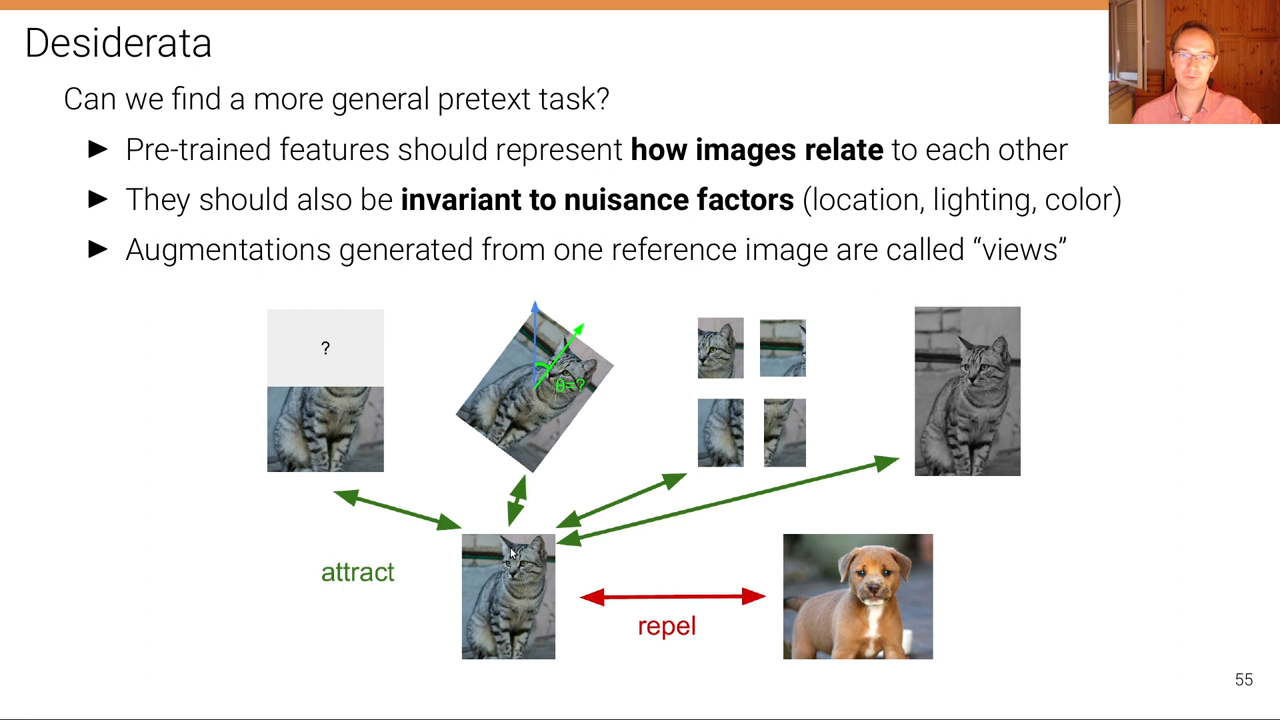 Desiderata
Can we find a more general pretext task?
► Pre-trained features should represent how images relate to each other
► They should also be invariant to nuisance factors (location, lighting, color)
► Augmentations generated from one reference image are called “views”
?
θ=?
attract
repel
55